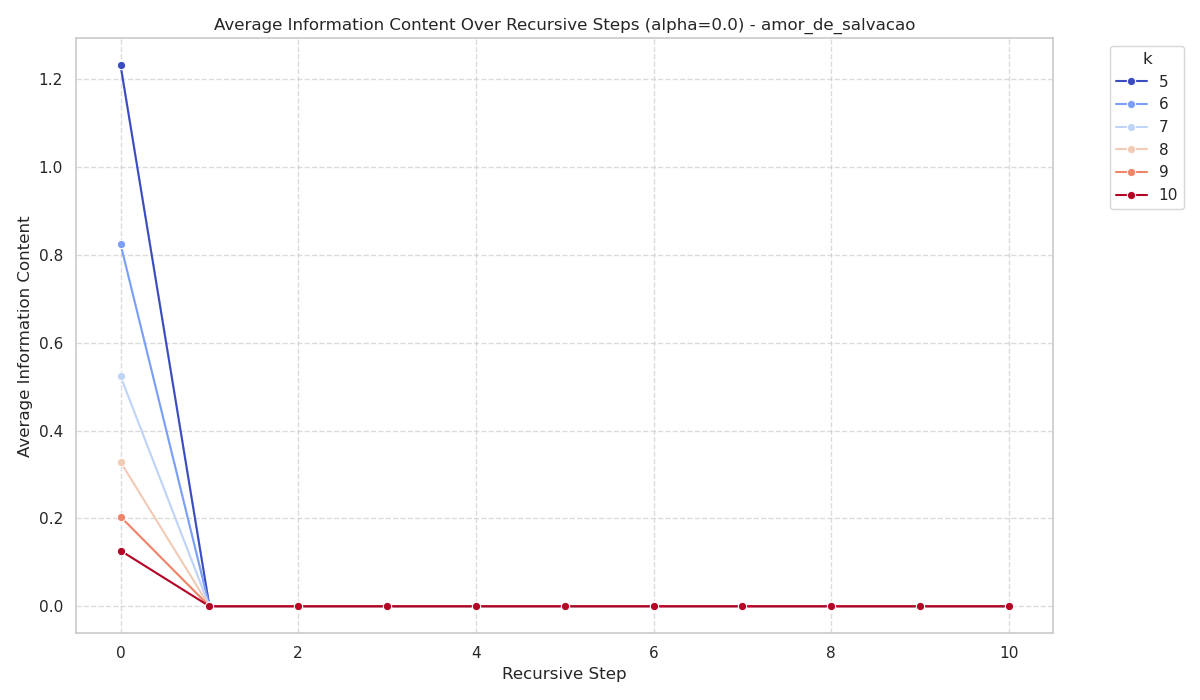 Average Information Content Over Recursive Steps (alpha=0.0) - amor_de_salvacao
k
5
6
7
8
9
10
Average Information Content
1.2
1.0
0.8
0.6
0.4
0.2
0.0
0 2 4 6 8 10
Recursive Step